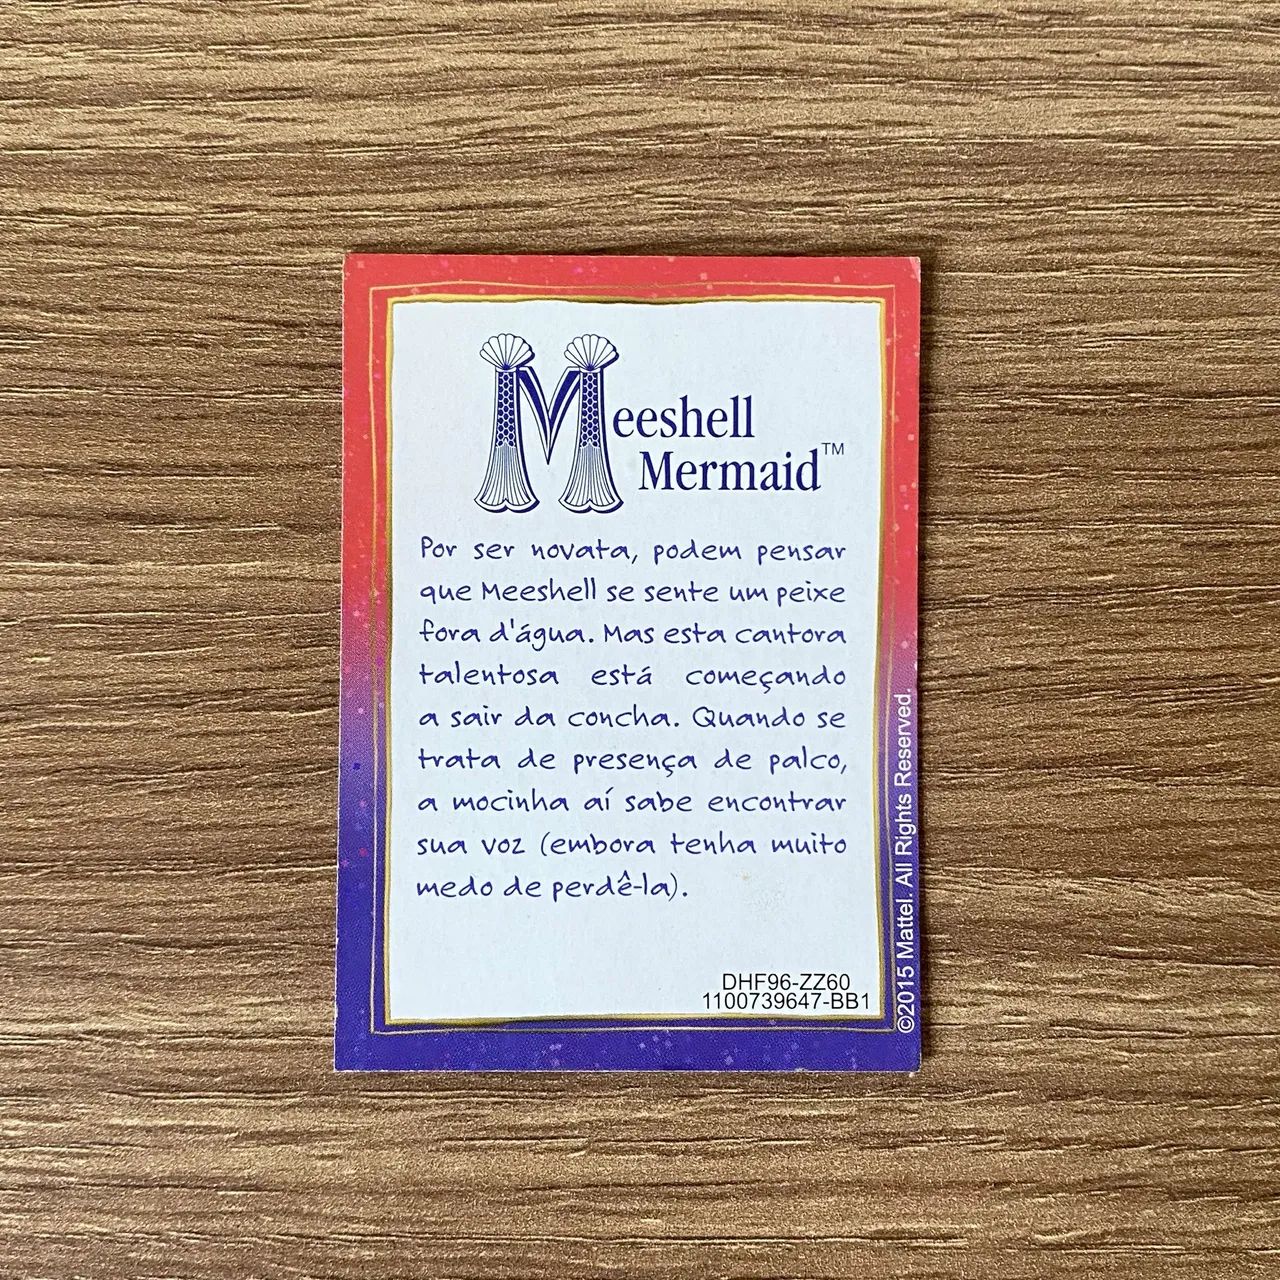 Meeshell
Mermaid™
Por ser novata, podem pensar
que Meeshell se sente um peixe
fora d'água. Mas esta cantora
talentosa está começando
a sair da concha. Quando se
trata de presença de palco,
a mocinha aí sabe encontrar
sua voz (embora tenha muito
medo de perdê-la).
DHF96-ZZ60
1100739647-BB1
©2015 Mattel. All Rights Reserved.